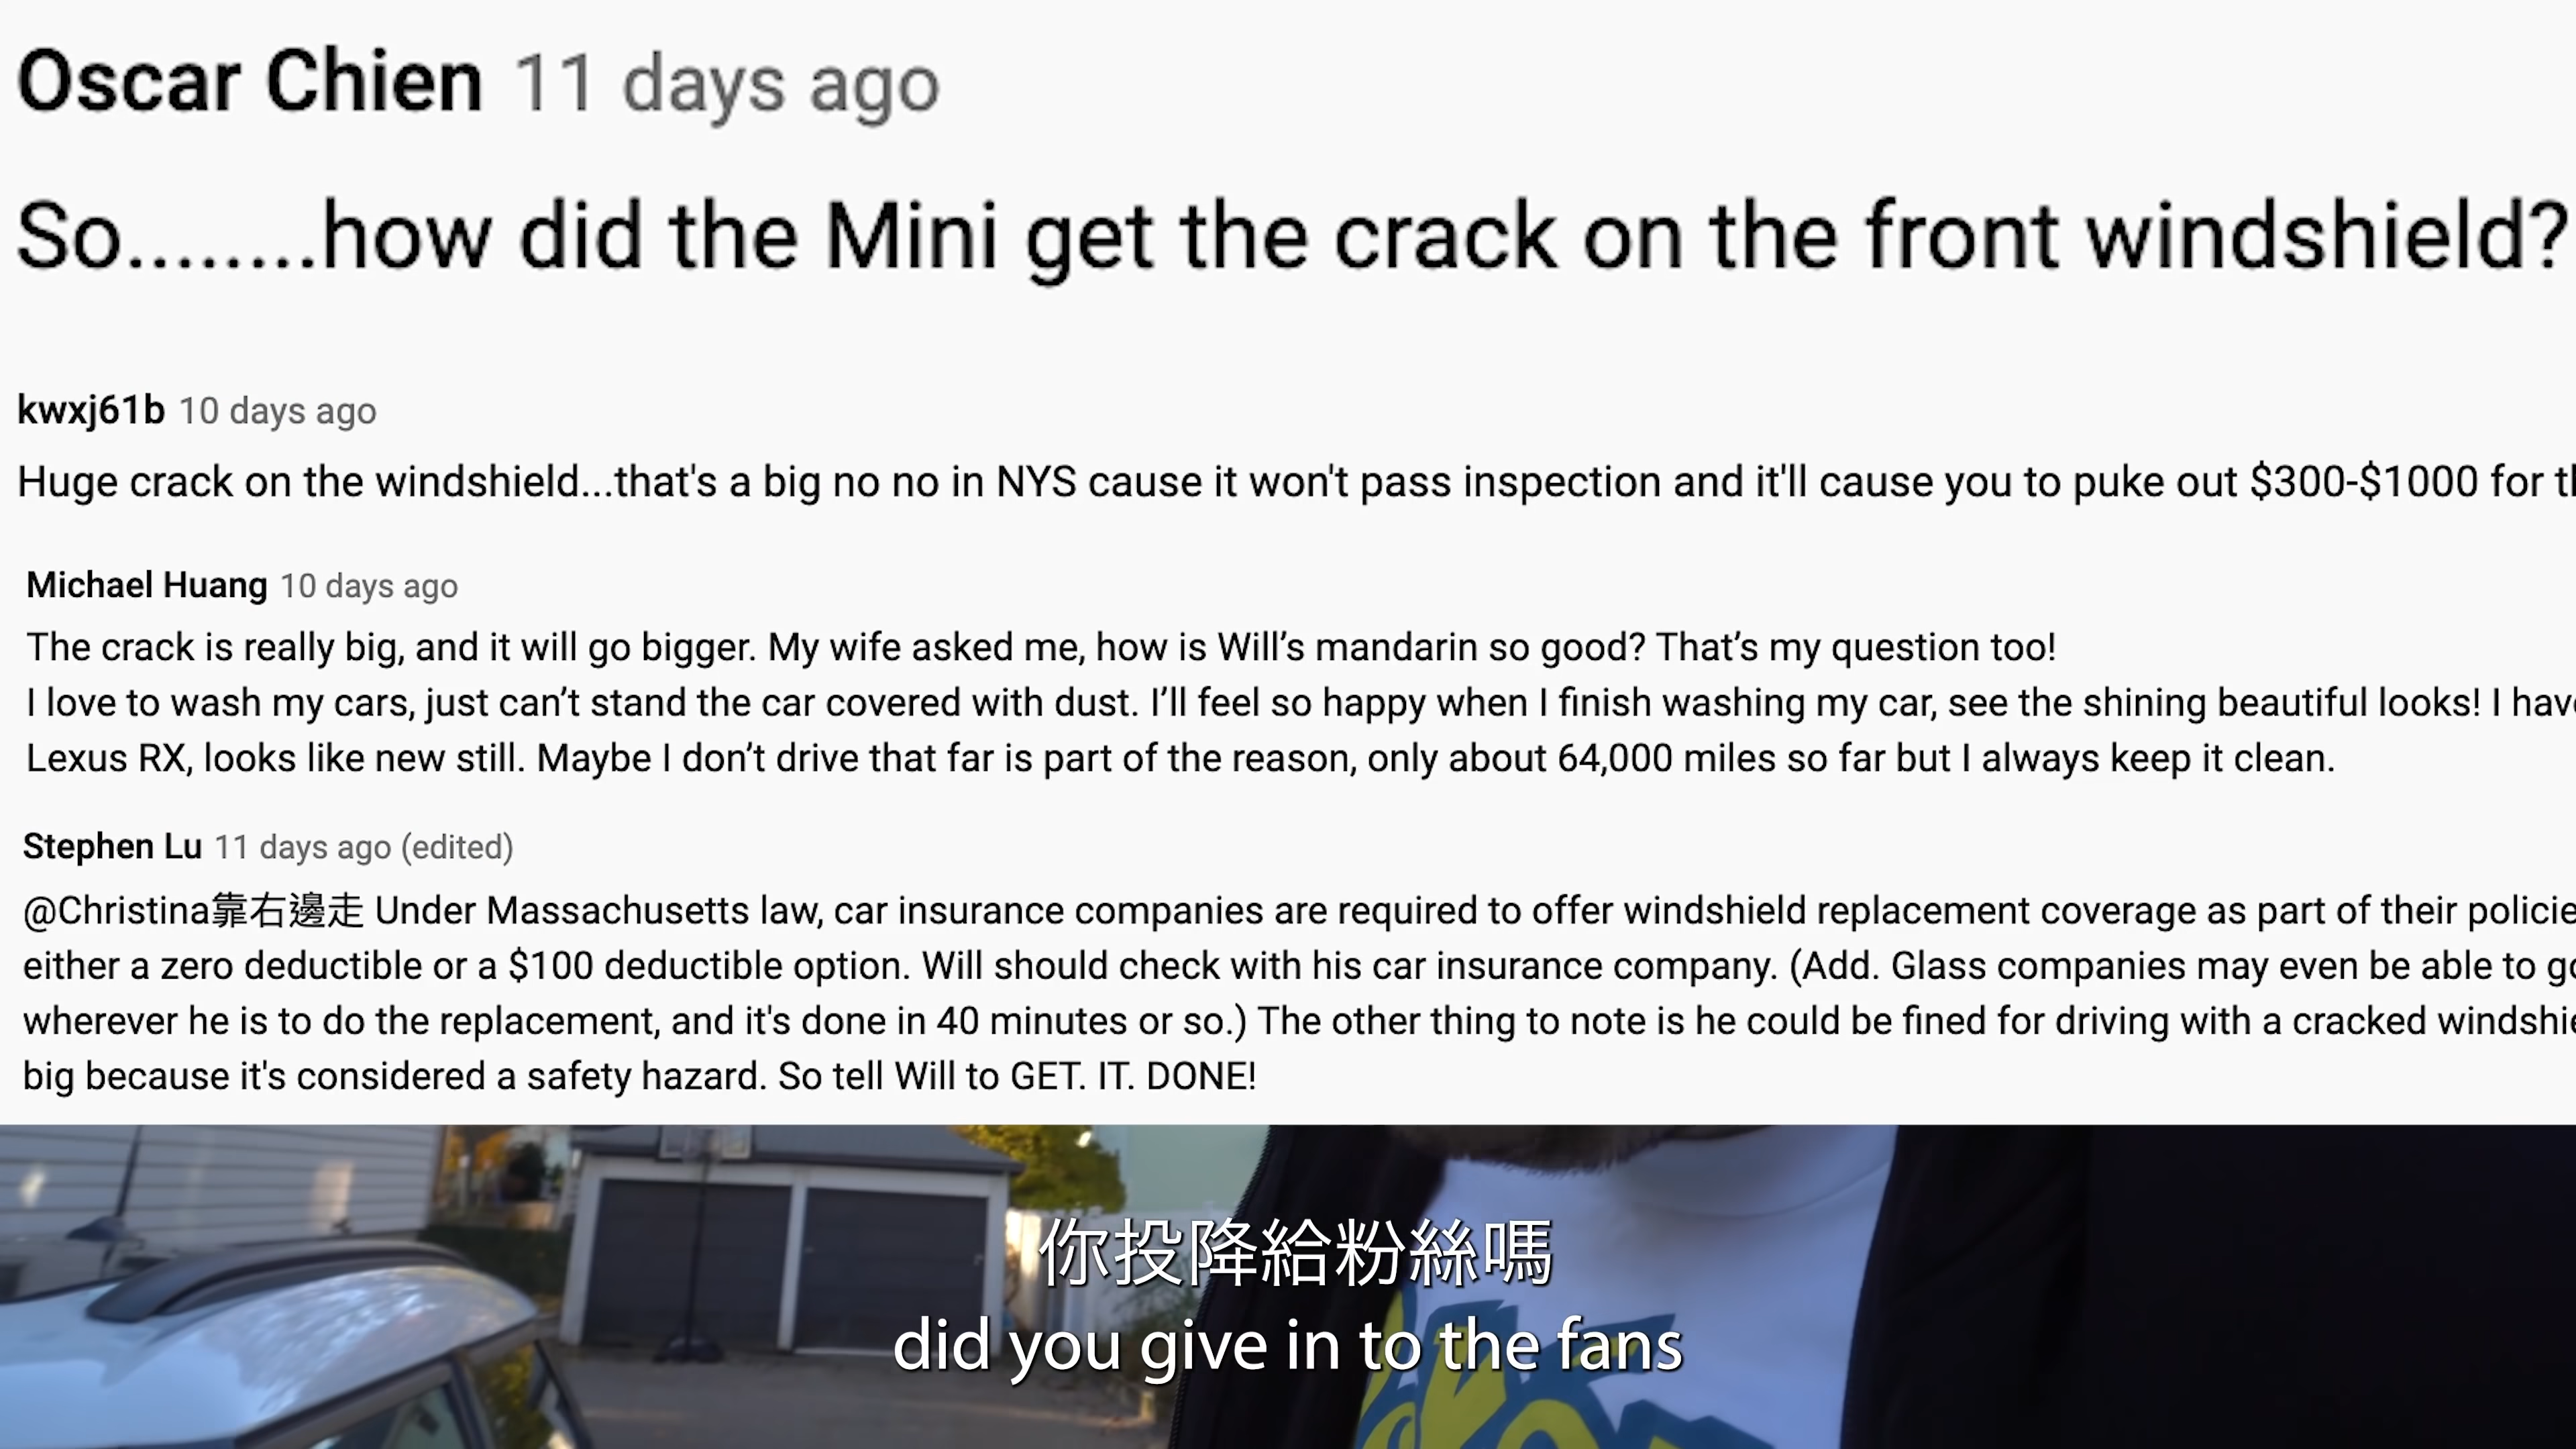 Oscar Chien 11 days ago
So........how did the Mini get the crack on the front windshield?
kwxj61b 10 days ago
Huge crack on the windshield...that's a big no no in NYS cause it won't pass inspection and it'll cause you to puke out $300-$1000 for
Michael Huang 10 days ago
The crack is really big, and it will go bigger. My wife asked me, how is Will’s mandarin so good? That’s my question too!
I love to wash my cars, just can’t stand the car covered with dust. I’ll feel so happy when I finish washing my car, see the shining beautiful looks! I
Lexus RX, looks like new still. Maybe I don’t drive that far is part of the reason, only about 64,000 miles so far but I always keep it clean.
Stephen Lu 11 days ago (edited)
@Christina靠右邊走 Under Massachusetts law, car insurance companies are required to offer windshield replacement coverage as part of their
either a zero deductible or a $100 deductible option. Will should check with his car insurance company. (Add. Glass companies may even be able to
wherever he is to do the replacement, and it's done in 40 minutes or so.) The other thing to note is he could be fined for driving with a cracked
big because it's considered a safety hazard. So tell Will to GET. IT. DONE!
你投降給粉絲嗎
did you give in to the fans